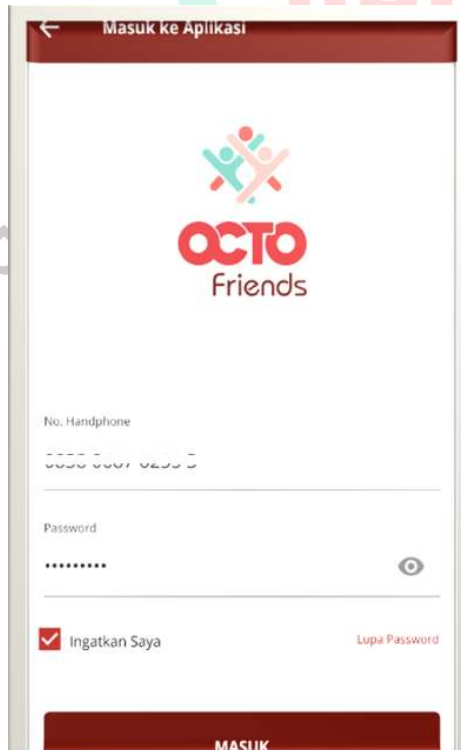 Masuk ke Aplikasi
OCTO
Friends
No. Handphone
Password
•••••••••
Ingatkan Saya
Lupa Password
MASUK